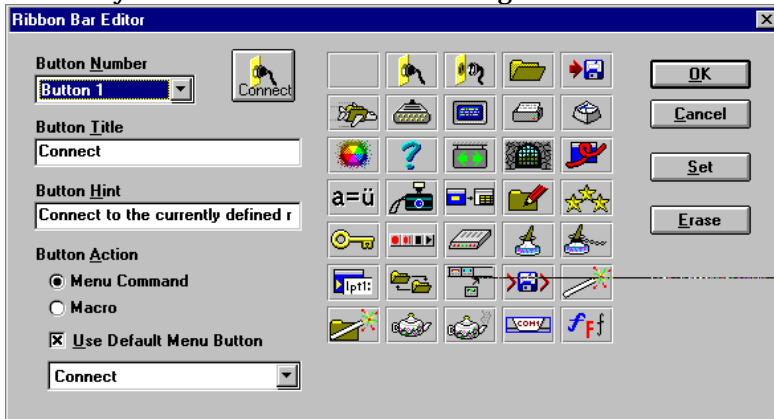 Ribbon Bar Editor
Button Number
Button 1
Connect
Button Title
Connect
Button Hint
Connect to the currently defined r
Button Action
Menu Command
Macro
Use Default Menu Button
Connect
a=ü
lpt1:
COM1
fFf
OK
Cancel
Set
Erase